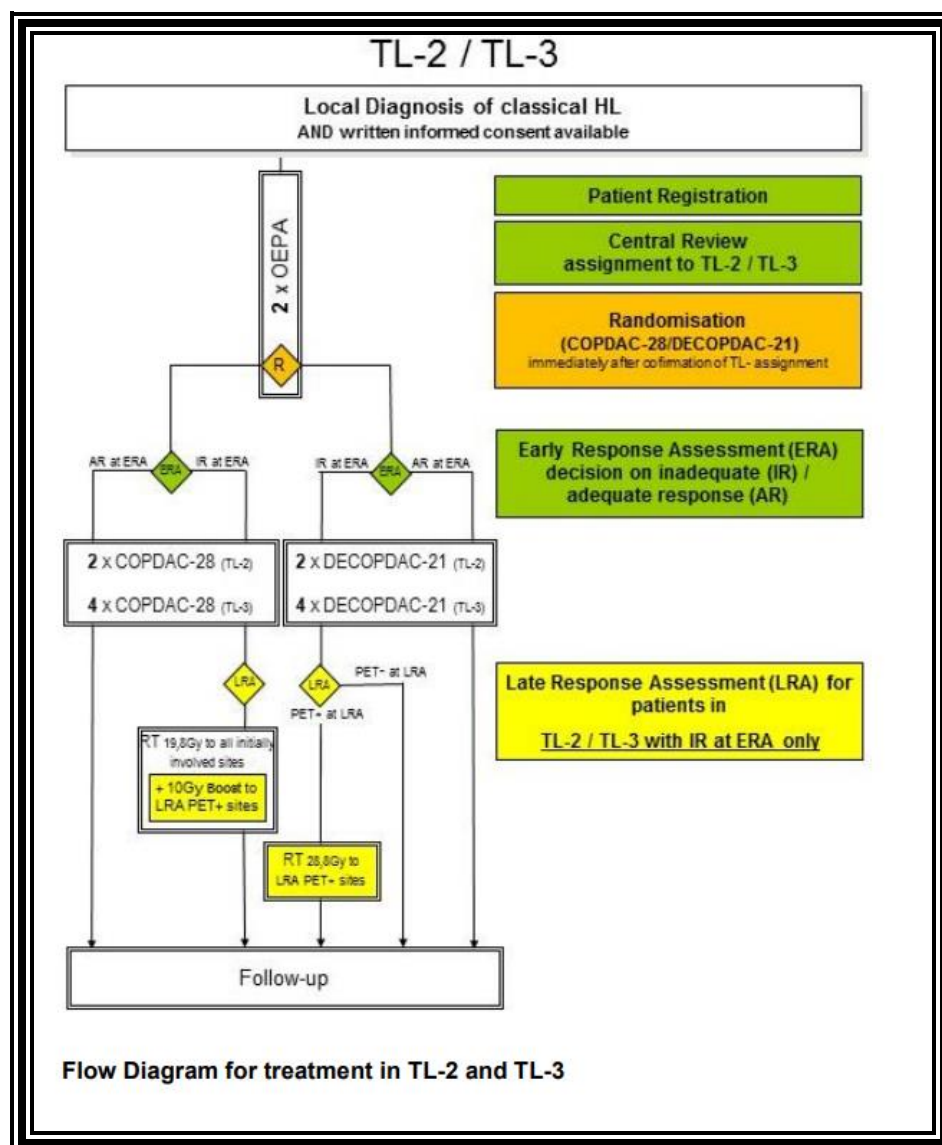 TL-2 / TL-3
Local Diagnosis of classical HL
AND written informed consent available
2 x OEPA
R
Patient Registration
Central Review
assignment to TL-2 / TL-3
Randomisation
(COPDAC-28/DECOPDAC-21)
immediately after cofirmation of TL- assignment
AR at ERA
ERA
IR at ERA
IR at ERA
ERA
AR at ERA
Early Response Assessment (ERA)
decision on inadequate (IR) /
adequate response (AR)
2 x COPDAC-28 (TL-2)
4 x COPDAC-28 (TL-3)
2 x DECOPDAC-21 (TL-2)
4 x DECOPDAC-21 (TL-3)
LRA
LRA
PET- at LRA
PET+ at LRA
Late Response Assessment (LRA) for
patients in
TL-2 / TL-3 with IR at ERA only
RT 19,8Gy to all initially
involved sites
+ 10Gy Boost to
LRA PET+ sites
RT 28,8Gy to
LRA PET+ sites
Follow-up
Flow Diagram for treatment in TL-2 and TL-3